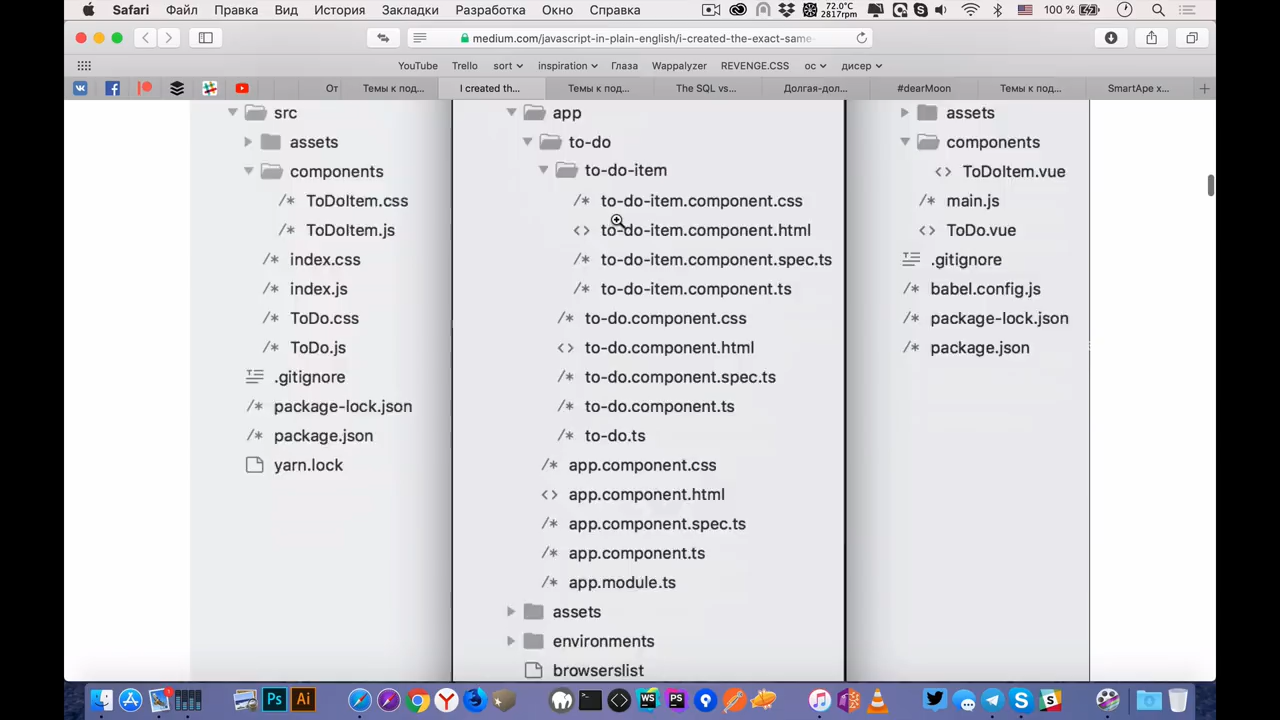 Safari Файл Правка Вид История Закладки Разработка Окно Справка 72.0°C 2817rpm 100 %
medium.com/javascript-in-plain-english/i-created-the-exact-same-
YouTube Trello sort inspiration Глаза Wappalyzer REVENGE.CSS ос дисер
От Темы к под... I created th... Темы к под... The SQL vs... Долгая-дол... #dearMoon Темы к под... SmartApe х...
src
assets
components
ToDoItem.css
ToDoItem.js
index.css
index.js
ToDo.css
ToDo.js
.gitignore
package-lock.json
package.json
yarn.lock
app
to-do
to-do-item
to-do-item.component.css
to-do-item.component.html
to-do-item.component.spec.ts
to-do-item.component.ts
to-do.component.css
to-do.component.html
to-do.component.spec.ts
to-do.component.ts
to-do.ts
app.component.css
app.component.html
app.component.spec.ts
app.component.ts
app.module.ts
assets
environments
browserslist
assets
components
ToDoItem.vue
main.js
ToDo.vue
.gitignore
babel.config.js
package-lock.json
package.json
Ps Ai WS PS